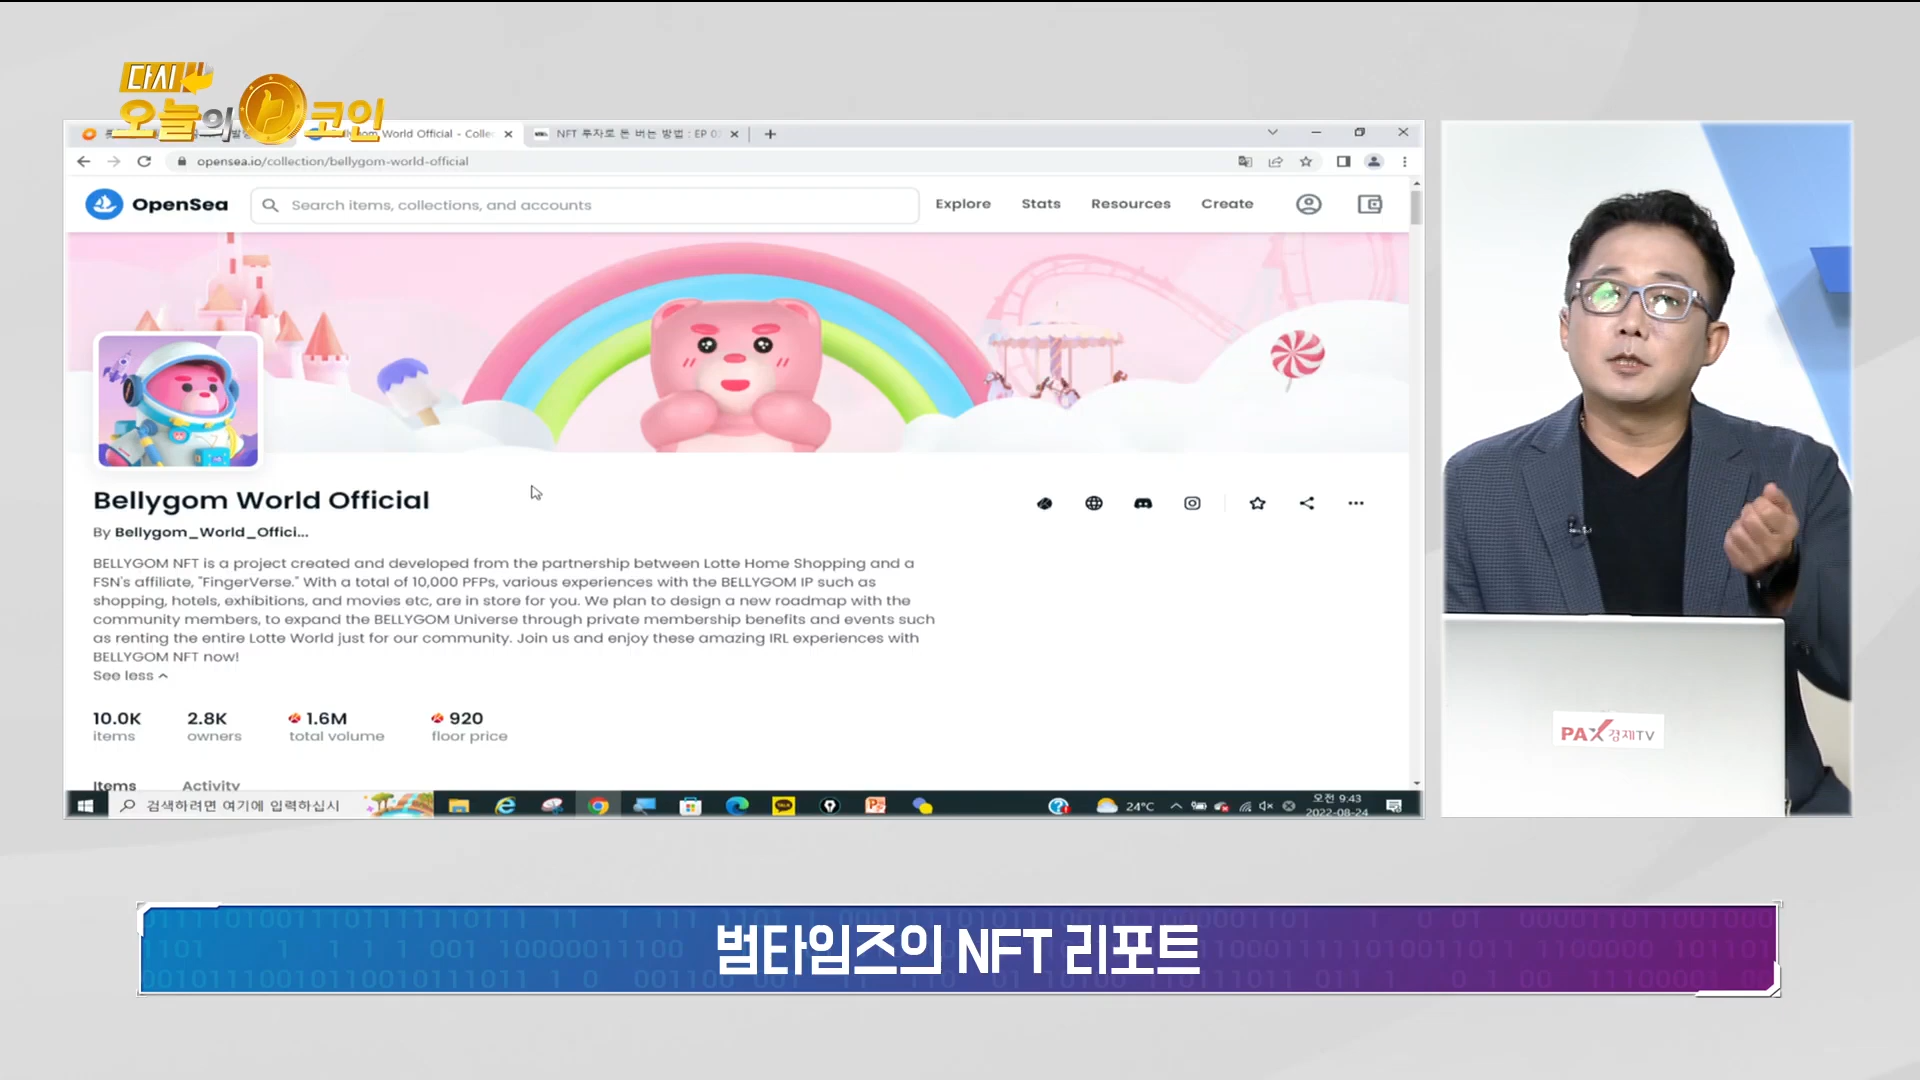 다시
오늘의 코인
World Official - Collec
NFT 투자로 돈 버는 방법 : EP 0
opensea.io/collection/bellygom-world-official
OpenSea
Search items, collections, and accounts
Explore Stats Resources Create
Bellygom World Official
By Bellygom_World_Offici...
BELLYGOM NFT is a project created and developed from the partnership between Lotte Home Shopping and a
FSN's affiliate, "FingerVerse." With a total of 10,000 PFPs, various experiences with the BELLYGOM IP such as
shopping, hotels, exhibitions, and movies etc, are in store for you. We plan to design a new roadmap with the
community members, to expand the BELLYGOM Universe through private membership benefits and events such
as renting the entire Lotte World just for our community. Join us and enjoy these amazing IRL experiences with
BELLYGOM NFT now!
See less
10.0K 2.8K 1.6M 920
items owners total volume floor price
Items Activity
검색하려면 여기에 입력하십시
24°C
오전 9:43
2022-08-24
PAX경제TV
범타임즈의 NFT 리포트